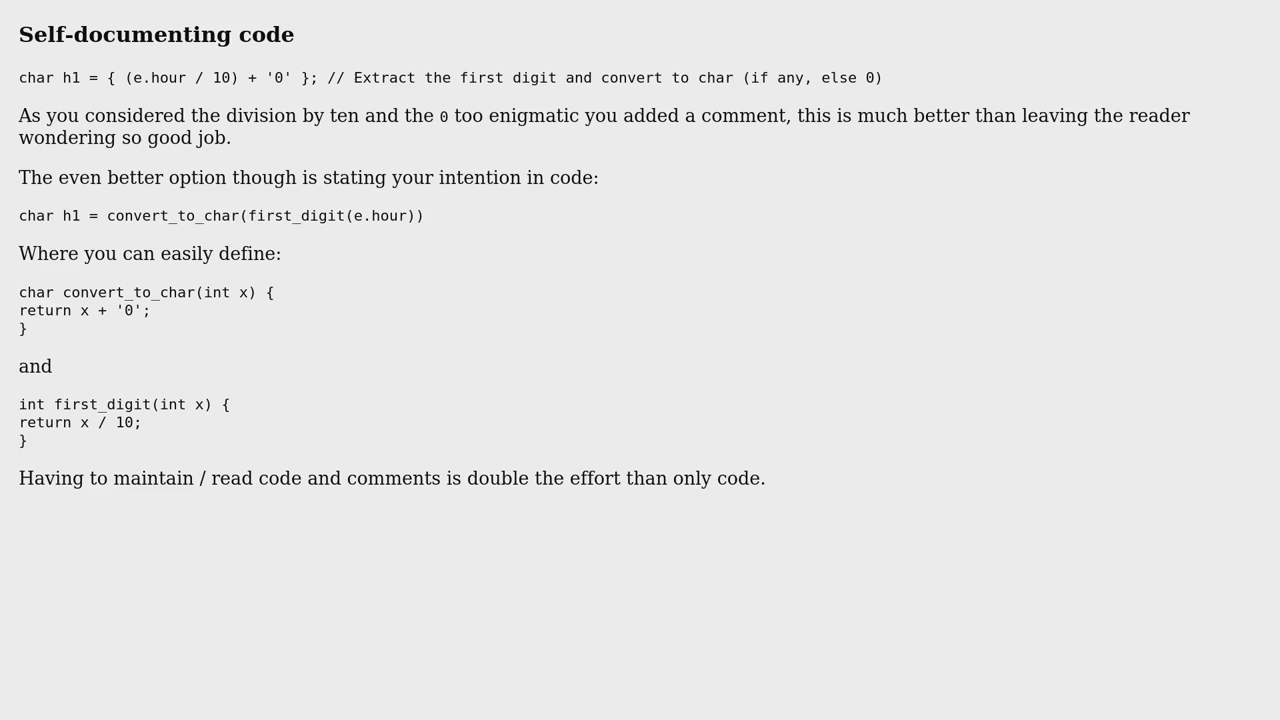 Self-documenting code
char h1 = { (e.hour / 10) + '0' }; // Extract the first digit and convert to char (if any, else 0)
As you considered the division by ten and the 0 too enigmatic you added a comment, this is much better than leaving the reader
wondering so good job.
The even better option though is stating your intention in code:
char h1 = convert_to_char(first_digit(e.hour))
Where you can easily define:
char convert_to_char(int x) {
return x + '0';
}
and
int first_digit(int x) {
return x / 10;
}
Having to maintain / read code and comments is double the effort than only code.